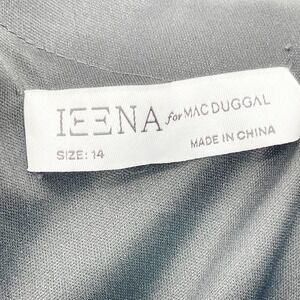 IEENA for MAC DUGGAL
MADE IN CHINA
SIZE: 14